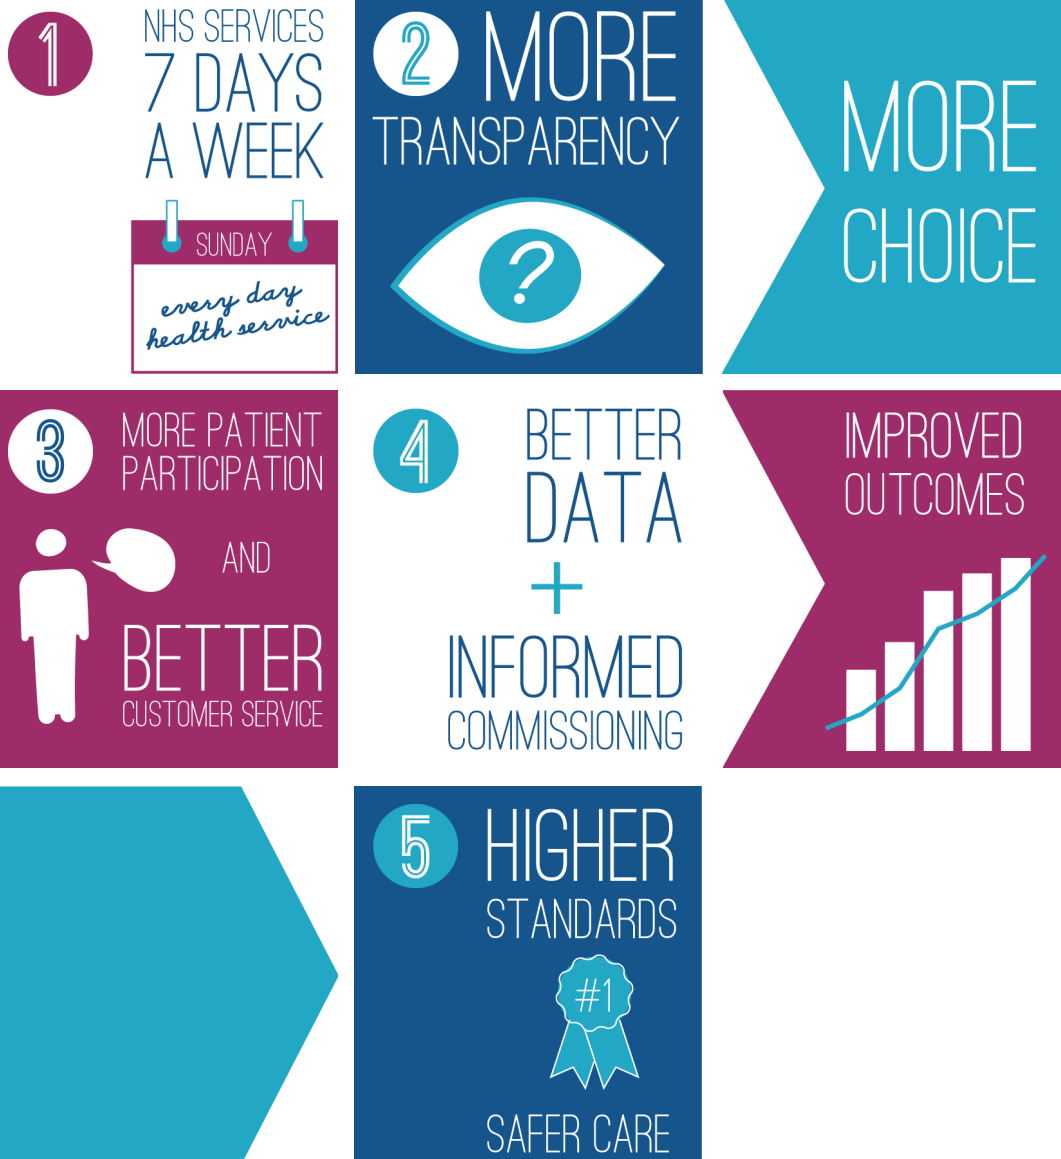 1
NHS SERVICES
7 DAYS
A WEEK
SUNDAY
every day
health service
2
MORE
TRANSPARENCY
?
MORE
CHOICE
3
MORE PATIENT
PARTICIPATION
AND
BETTER
CUSTOMER SERVICE
4
BETTER
DATA
+
INFORMED
COMMISSIONING
IMPROVED
OUTCOMES
5
HIGHER
STANDARDS
#1
SAFER CARE